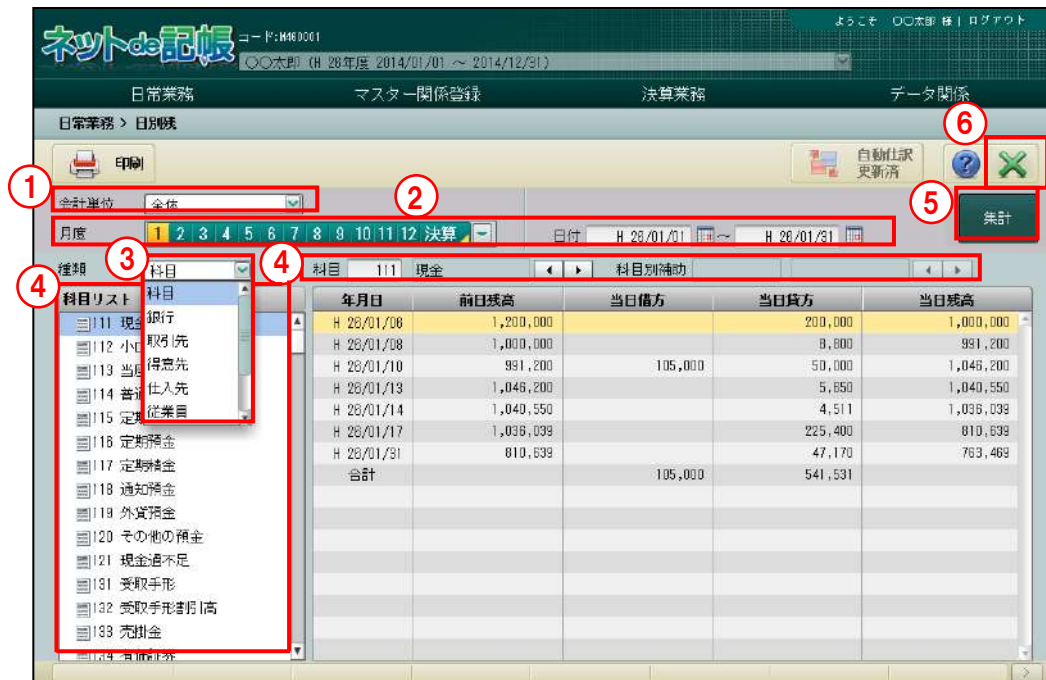 ようこそ 〇〇太郎 様 | ログアウト
ネットde記帳 コード:M460001
〇〇太郎 (H 26年度 2014/01/01 ～ 2014/12/31)
日常業務 マスター関係登録 決算業務 データ関係
日常業務 > 日別残
⑥
印刷 自動仕訳更新済 ?
① ② ⑤
会計単位 全体 集計
月度 1 2 3 4 5 6 7 8 9 10 11 12 決算 日付 H 26/01/01 ～ H 26/01/31
③ ④
種類 科目 科目 111 現金 科目別補助
④
科目
銀行
取引先
得意先
仕入先
従業員
科目リスト
111 現金
112 小口
113 当座
114 普通
115 定期
116 定期預金
117 定期積金
118 通知預金
119 外貨預金
120 その他の預金
121 現金過不足
131 受取手形
132 受取手形割引高
133 売掛金
134 有価証券
年月日 前日残高 当日借方 当日貸方 当日残高
H 26/01/06 1,200,000 200,000 1,000,000
H 26/01/08 1,000,000 8,800 991,200
H 26/01/10 991,200 105,000 50,000 1,046,200
H 26/01/13 1,046,200 5,650 1,040,550
H 26/01/14 1,040,550 4,511 1,036,039
H 26/01/17 1,036,039 225,400 810,639
H 26/01/31 810,639 47,170 763,469
合計 105,000 541,531